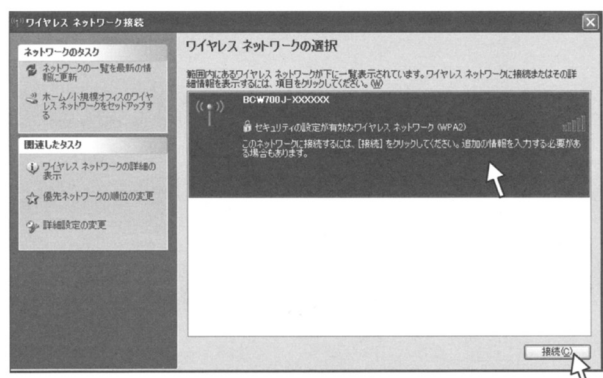 ワイヤレス ネットワーク接続
ネットワークのタスク
ネットワークの一覧を最新の情
報に更新
ホーム/小規模オフィスのワイヤ
レス ネットワークをセットアップす
る
関連したタスク
ワイヤレス ネットワークの詳細の
表示
優先ネットワークの順位の変更
詳細設定の変更
ワイヤレス ネットワークの選択
範囲内にあるワイヤレス ネットワークが下に一覧表示されています。ワイヤレス ネットワークに接続またはその詳
細情報を表示するには、項目をクリックしてください。(W)
BCW700J-XXXXXX
セキュリティの設定が有効なワイヤレス ネットワーク (WPA2)
このネットワークに接続するには、[接続] をクリックしてください。追加の情報を入力する必要があ
る場合もあります。
接続(C)